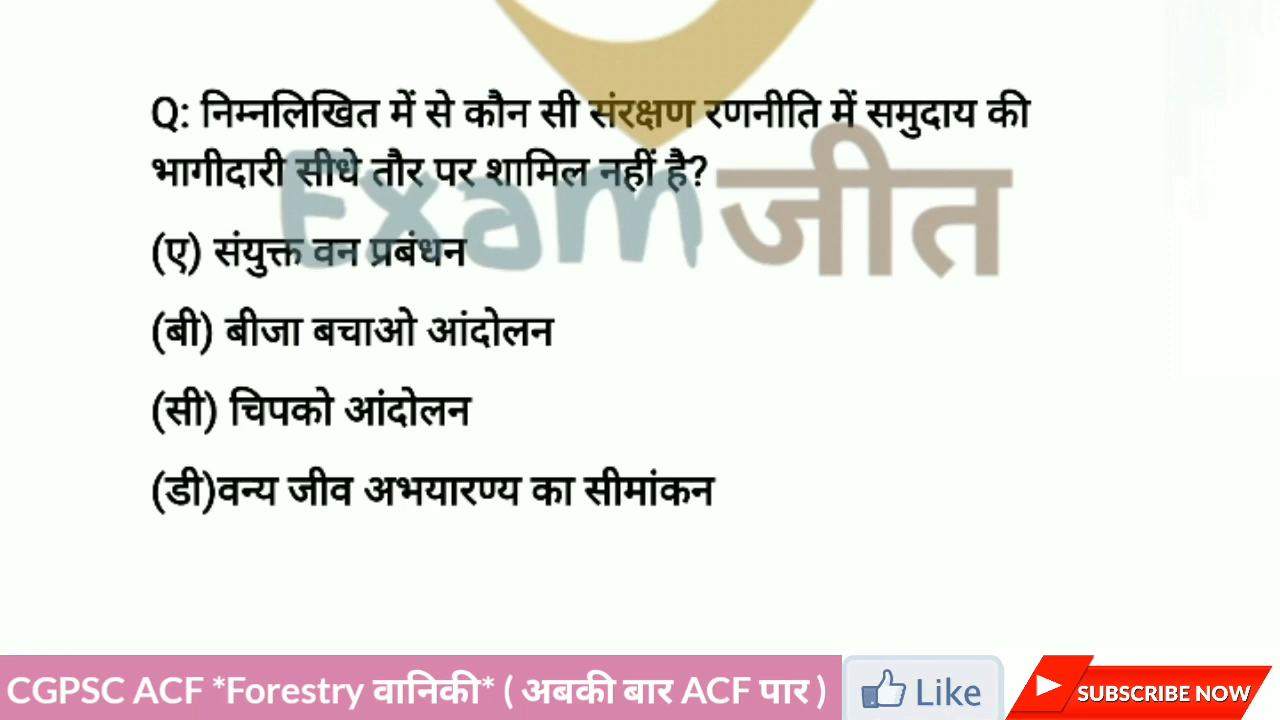 Q: निम्नलिखित में से कौन सी संरक्षण रणनीति में समुदाय की
भागीदारी सीधे तौर पर शामिल नहीं है?
Examजीत
(ए) संयुक्त वन प्रबंधन
(बी) बीजा बचाओ आंदोलन
(सी) चिपको आंदोलन
(डी)वन्य जीव अभयारण्य का सीमांकन
CGPSC ACF *Forestry वानिकी* ( अबकी बार ACF पार )
Like
SUBSCRIBE NOW